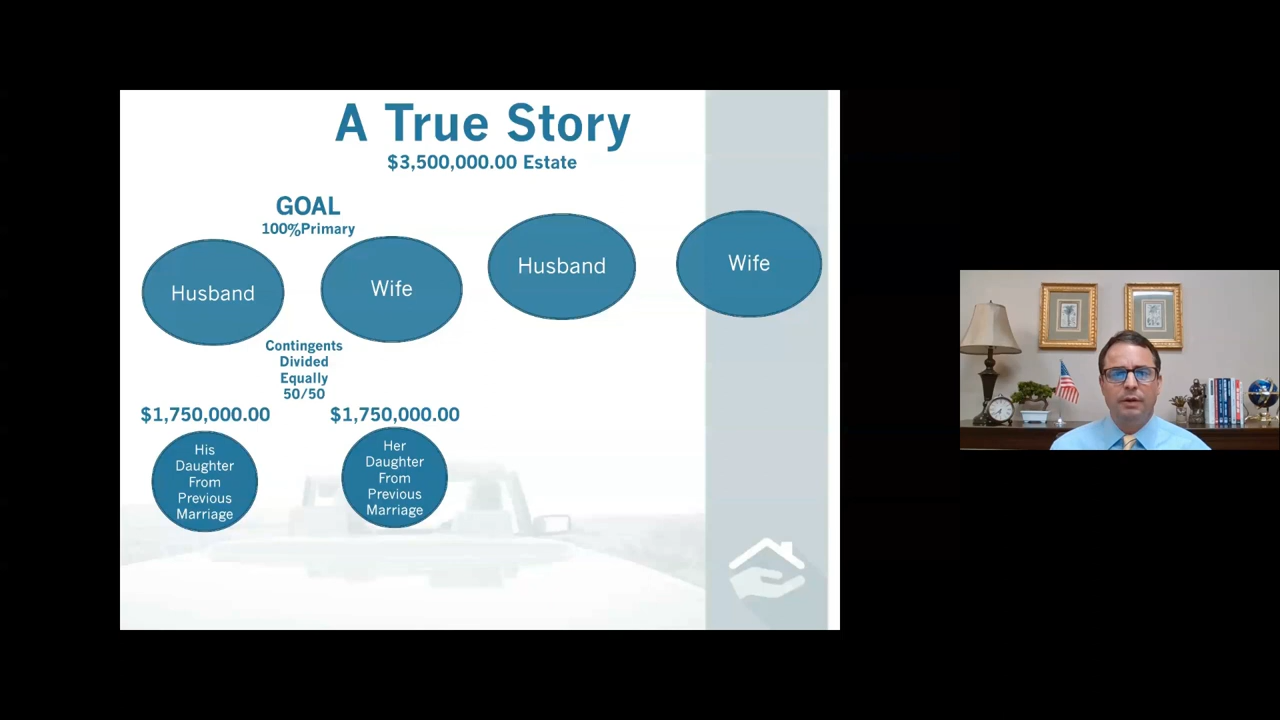 A True Story
$3,500,000.00 Estate
GOAL
100%Primary
Husband
Wife
Husband
Wife
Contingents
Divided
Equally
50/50
$1,750,000.00
$1,750,000.00
His
Daughter
From
Previous
Marriage
Her
Daughter
From
Previous
Marriage